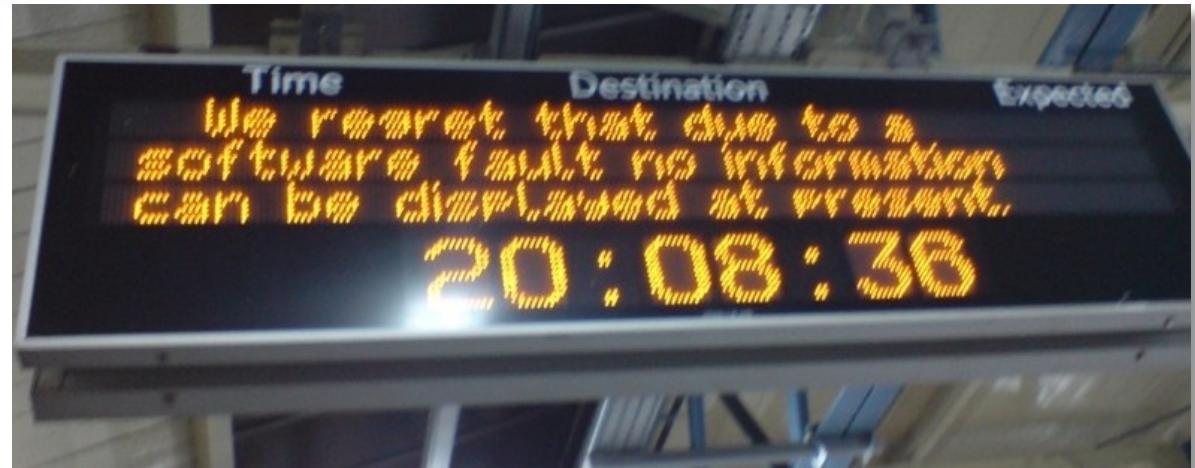 Time Destination Expected
We regret that due to a
software fault no information
can be displayed at present.
20:08:36